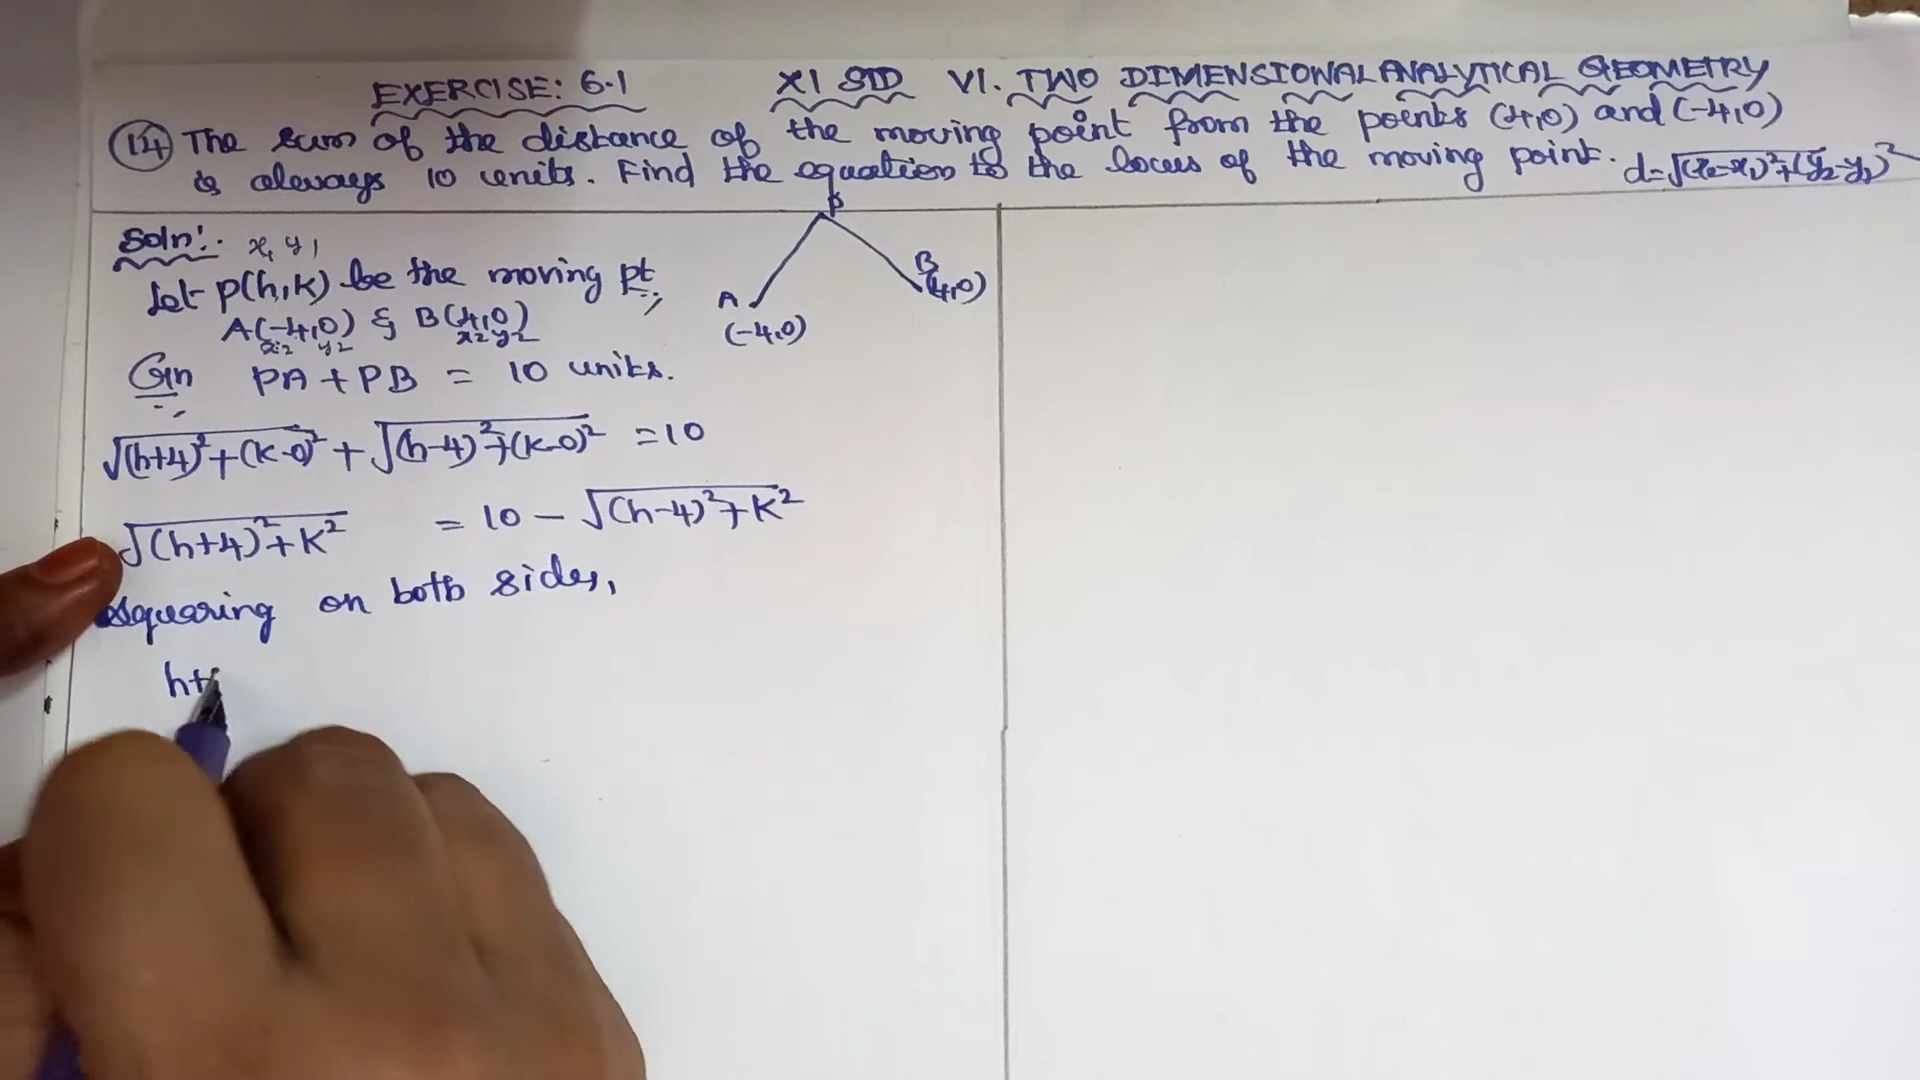 EXERCISE: 6.1 XI STD VI. TWO DIMENSIONAL ANALYTICAL GEOMETRY
(14) The sum of the distance of the moving point from the points (4,0) and (-4,0)
is always 10 units. Find the equation to the locus of the moving point. d=√(x₂-x₁)²+(y₂-y₁)²
Soln:. x₁ y₁
Let P(h,k) be the moving pt,
A(-4,0) & B(4,0)
x₂ y₂ x₂ y₂
Gn PA+PB = 10 units.
√(h+4)²+(k-0)² + √(h-4)²+(k-0)² =10
√(h+4)²+k² = 10 - √(h-4)²+k²
squaring on both sides,
h+
P
A
(-4,0)
B
(4,0)